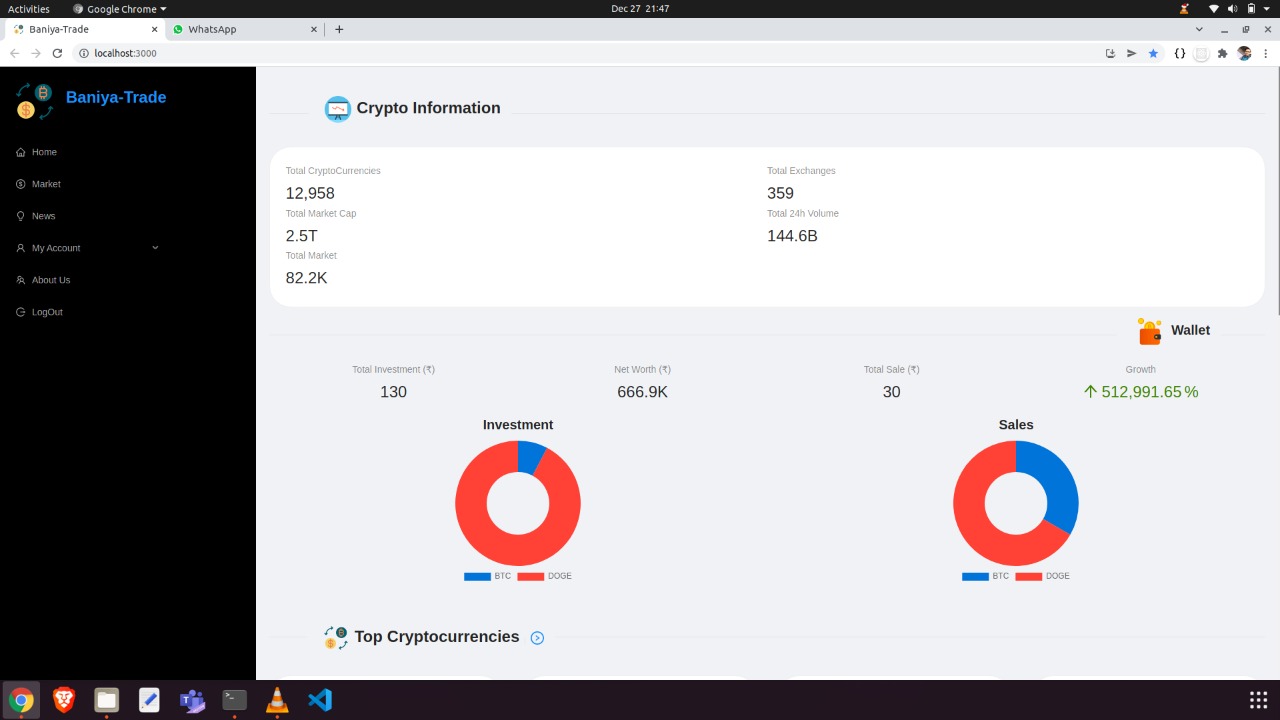 Activities Google Chrome Dec 27 21:47
Baniya-Trade WhatsApp
localhost:3000
Baniya-Trade
Home
Market
News
My Account
About Us
LogOut
Crypto Information
Total CryptoCurrencies Total Exchanges
12,958 359
Total Market Cap Total 24h Volume
2.5T 144.6B
Total Market
82.2K
Wallet
Total Investment (₹) Net Worth (₹) Total Sale (₹) Growth
130 666.9K 30 512,991.65 %
Investment Sales
BTC DOGE BTC DOGE
Top Cryptocurrencies